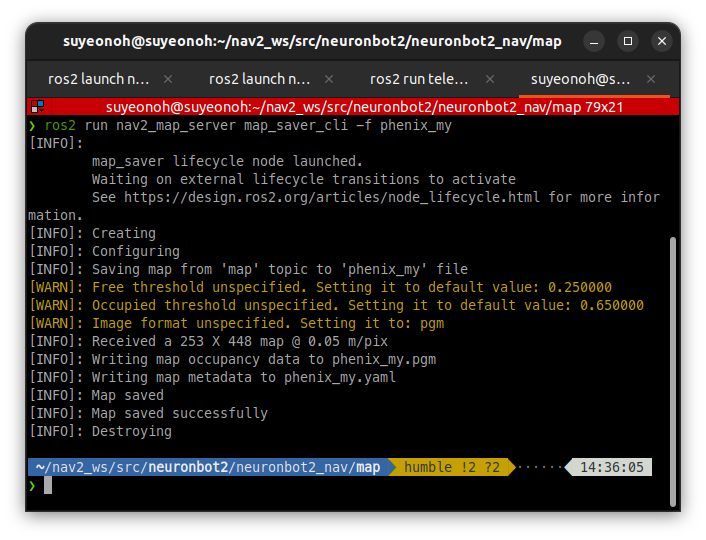 suyeonoh@suyeonoh:~/nav2_ws/src/neuronbot2/neuronbot2_nav/map
ros2 launch n... × ros2 launch n... × ros2 run tele... × suyeonoh@s... ×
suyeonoh@suyeonoh:~/nav2_ws/src/neuronbot2/neuronbot2_nav/map 79x21
❯ ros2 run nav2_map_server map_saver_cli -f phenix_my
[INFO]:
map_saver lifecycle node launched.
Waiting on external lifecycle transitions to activate
See https://design.ros2.org/articles/node_lifecycle.html for more infor
mation.
[INFO]: Creating
[INFO]: Configuring
[INFO]: Saving map from 'map' topic to 'phenix_my' file
[WARN]: Free threshold unspecified. Setting it to default value: 0.250000
[WARN]: Occupied threshold unspecified. Setting it to default value: 0.650000
[WARN]: Image format unspecified. Setting it to: pgm
[INFO]: Received a 253 X 448 map @ 0.05 m/pix
[INFO]: Writing map occupancy data to phenix_my.pgm
[INFO]: Writing map metadata to phenix_my.yaml
[INFO]: Map saved
[INFO]: Map saved successfully
[INFO]: Destroying
~/nav2_ws/src/neuronbot2/neuronbot2_nav/map humble !2 ?2 ······ 14:36:05
❯